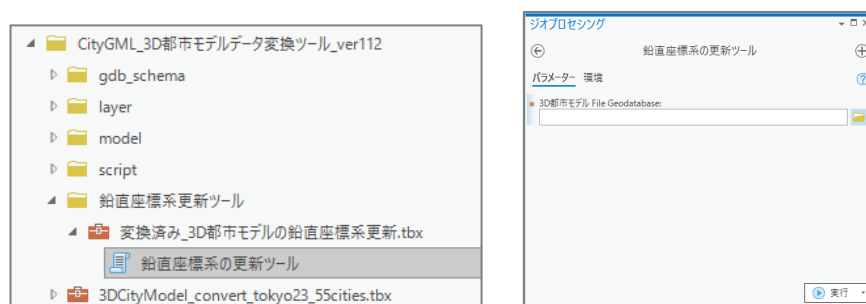 CityGML_3D都市モデルデータ変換ツール_ver112
gdb_schema
layer
model
script
鉛直座標系更新ツール
変換済み_3D都市モデルの鉛直座標系更新.tbx
鉛直座標系の更新ツール
3DCityModel_convert_tokyo23_55cities.tbx
ジオプロセシング
鉛直座標系の更新ツール
パラメーター 環境
* 3D都市モデル File Geodatabase:
実行